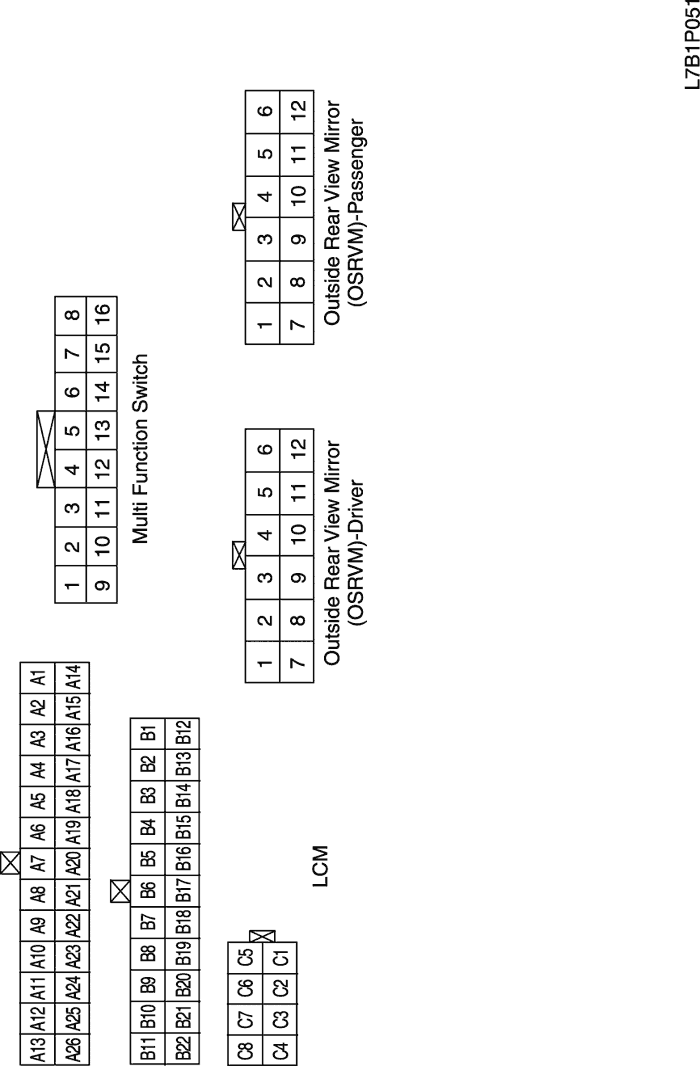 A13 A12 A11 A10 A9 A8 A7 A6 A5 A4 A3 A2 A1
A26 A25 A24 A23 A22 A21 A20 A19 A18 A17 A16 A15 A14
1 2 3 4 5 6 7 8
9 10 11 12 13 14 15 16
Multi Function Switch
B11 B10 B9 B8 B7 B6 B5 B4 B3 B2 B1
B22 B21 B20 B19 B18 B17 B16 B15 B14 B13 B12
C8 C7 C6 C5
C4 C3 C2 C1
LCM
1 2 3 4 5 6
7 8 9 10 11 12
Outside Rear View Mirror
(OSRVM)-Driver
1 2 3 4 5 6
7 8 9 10 11 12
Outside Rear View Mirror
(OSRVM)-Passenger
L7B1P051